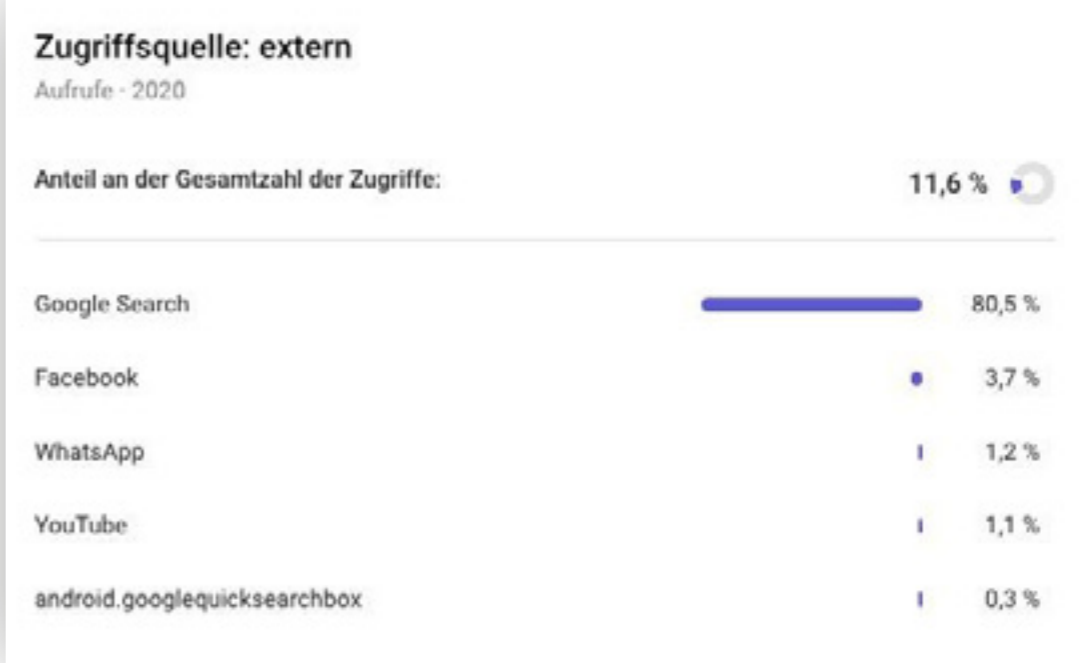 Zugriffsquelle: extern
Aufrufe · 2020
Anteil an der Gesamtzahl der Zugriffe: 11,6 %
Google Search 80,5 %
Facebook 3,7 %
WhatsApp 1,2 %
YouTube 1,1 %
android.googlequicksearchbox 0,3 %